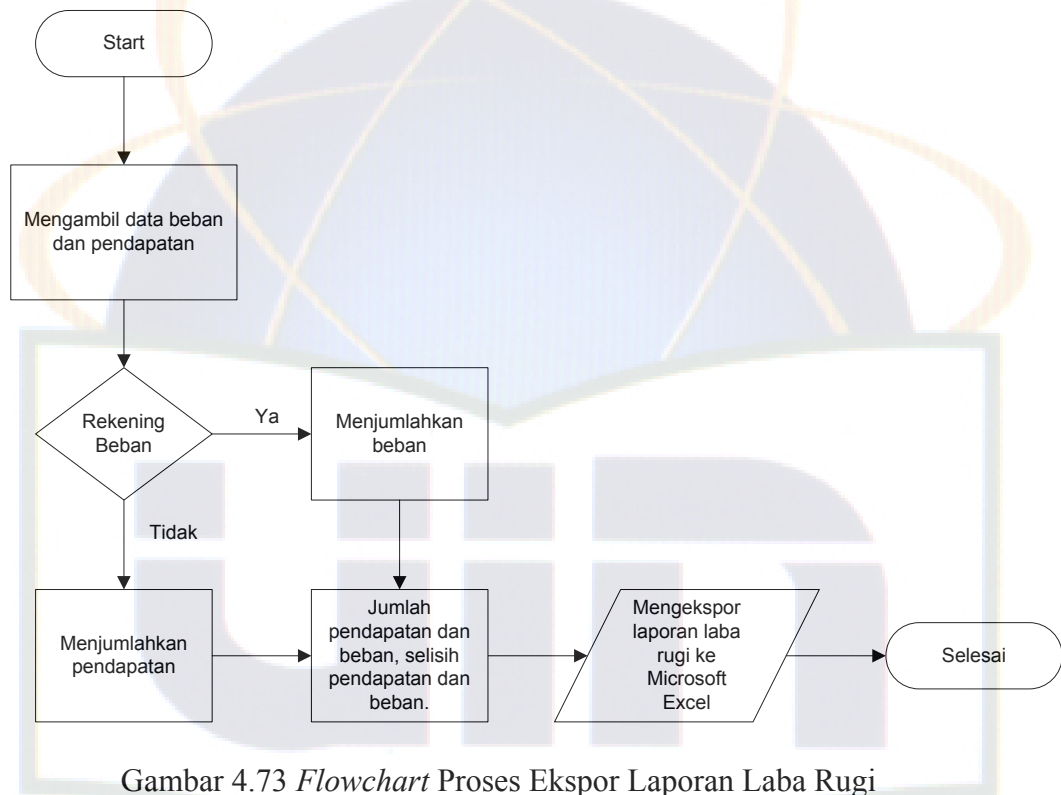 Start
Mengambil data beban
dan pendapatan
Rekening
Beban
Ya
Menjumlahkan
beban
Tidak
Menjumlahkan
pendapatan
Jumlah
pendapatan dan
beban, selisih
pendapatan dan
beban.
Mengekspor
laporan laba
rugi ke
Microsoft
Excel
Selesai
uin
Gambar 4.73 Flowchart Proses Ekspor Laporan Laba Rugi